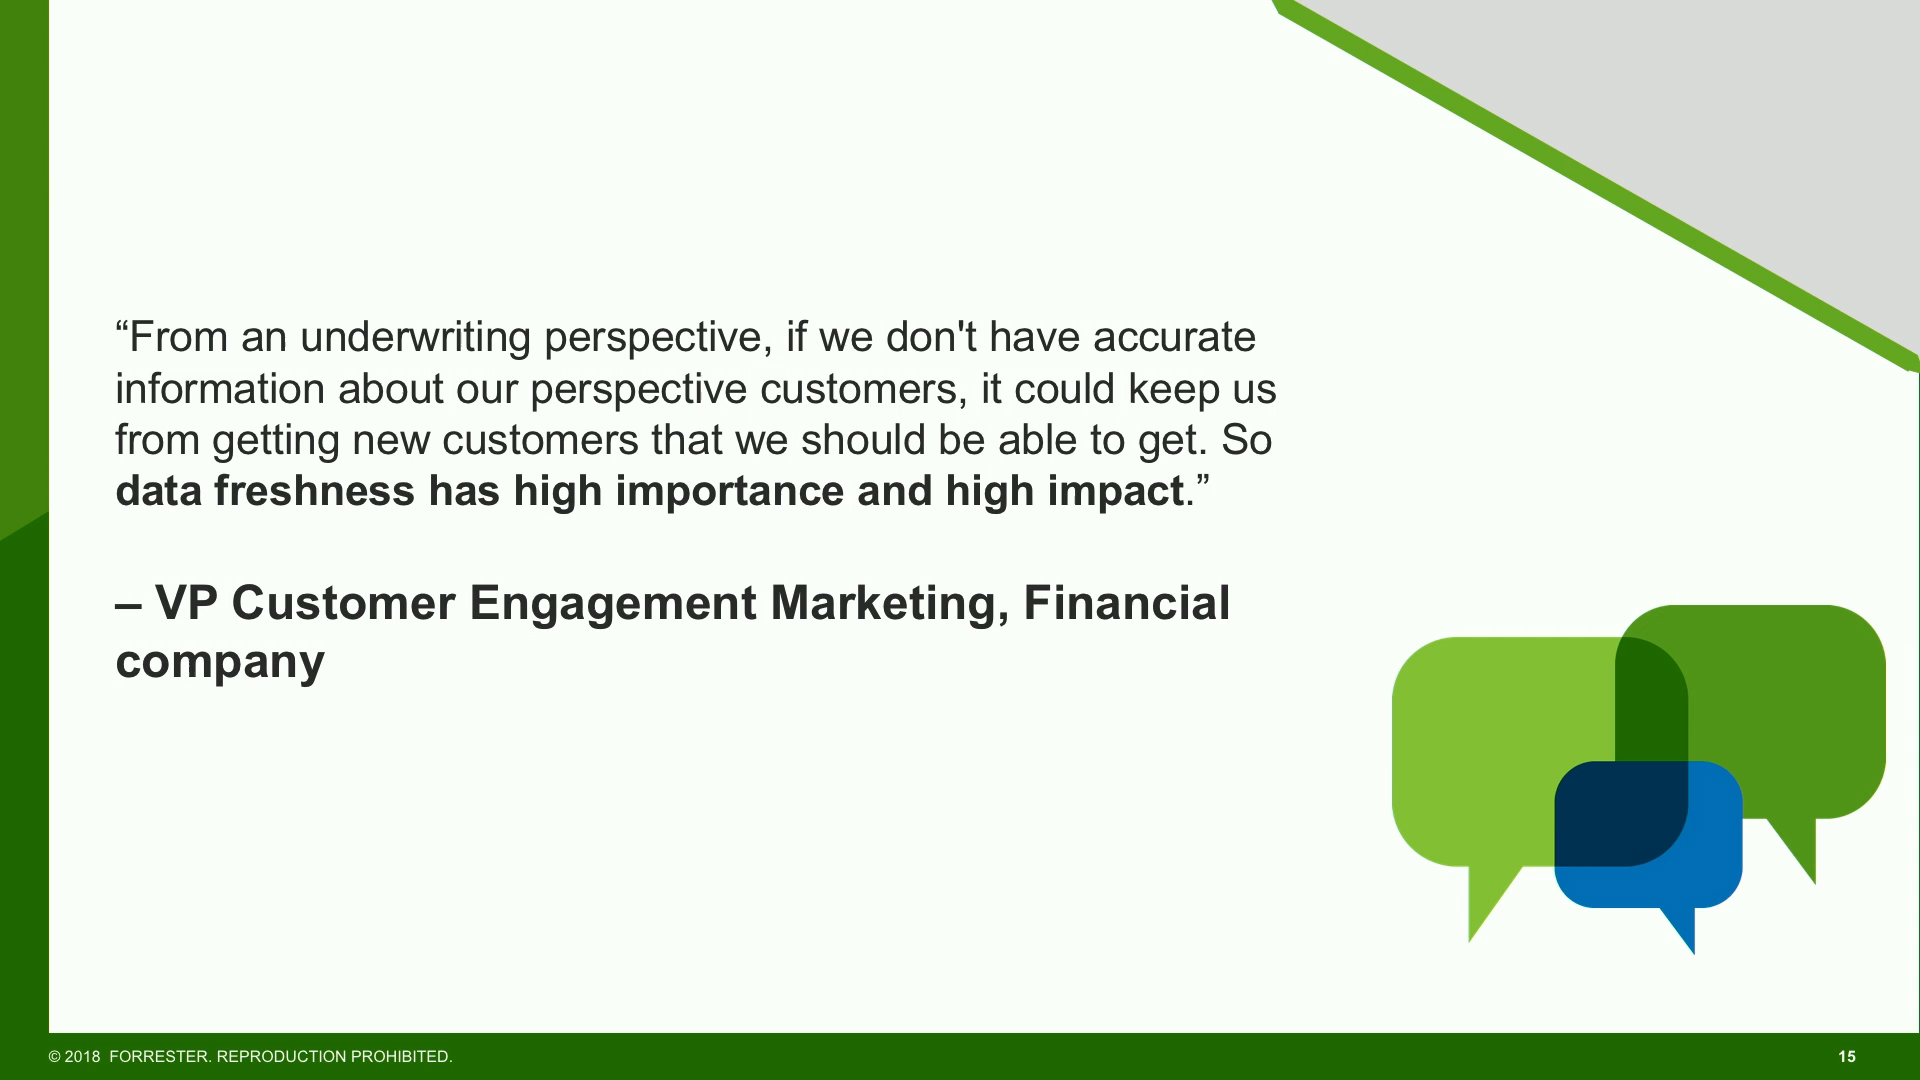 “From an underwriting perspective, if we don't have accurate
information about our perspective customers, it could keep us
from getting new customers that we should be able to get. So
data freshness has high importance and high impact.”
– VP Customer Engagement Marketing, Financial
company
© 2018 FORRESTER. REPRODUCTION PROHIBITED.
15